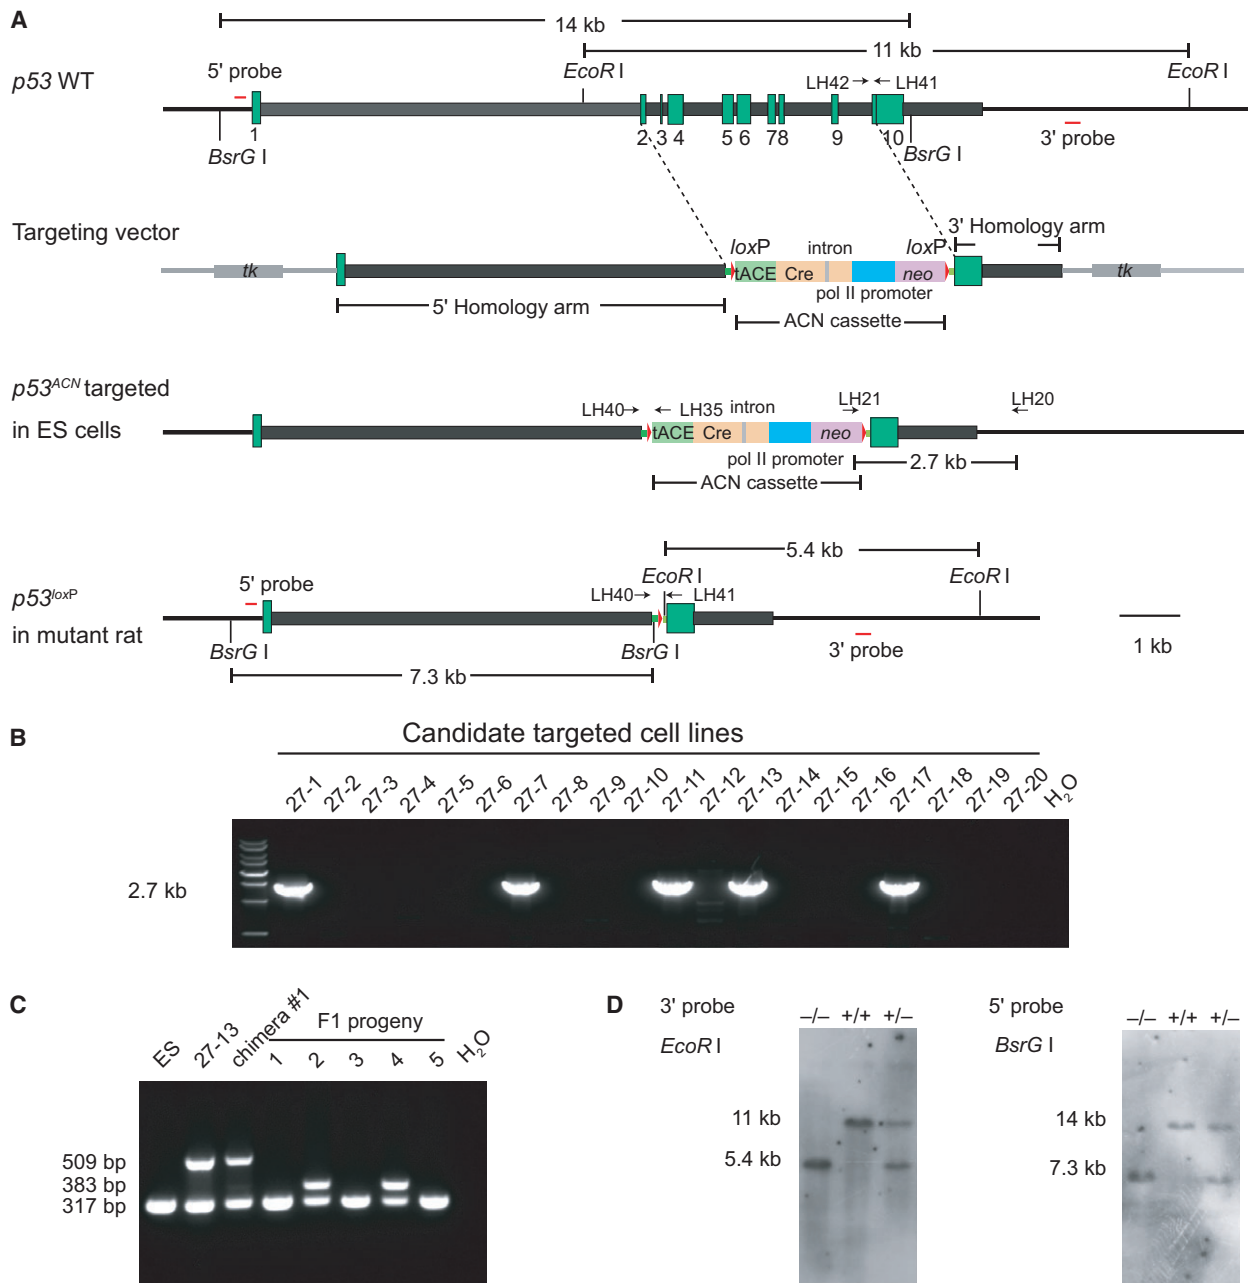 A
14 kb
11 kb
5' probe
EcoR I
EcoR I
p53 WT
LH42
LH41
1
2
3
4
5
6
7
8
9
10
BsrG I
BsrG I
3' probe
Targeting vector
3' Homology arm
loxP
intron
loxP
tk
tACE
Cre
neo
tk
pol II promoter
5' Homology arm
ACN cassette
p53ACN targeted
in ES cells
LH40
LH35
intron
LH21
LH20
tACE
Cre
neo
pol II promoter
2.7 kb
ACN cassette
5.4 kb
p53loxP
in mutant rat
5' probe
EcoR I
EcoR I
LH40
LH41
BsrG I
BsrG I
3' probe
1 kb
7.3 kb
B
Candidate targeted cell lines
27-1 27-2 27-3 27-4 27-5 27-6 27-7 27-8 27-9 27-10 27-11 27-12 27-13 27-14 27-15 27-16 27-17 27-18 27-19 27-20 H2O
2.7 kb
C
F1 progeny
ES 27-13 chimera #1 1 2 3 4 5 H2O
509 bp
383 bp
317 bp
D
3' probe
–/– +/+ +/–
EcoR I
11 kb
5.4 kb
5' probe
–/– +/+ +/–
BsrG I
14 kb
7.3 kb